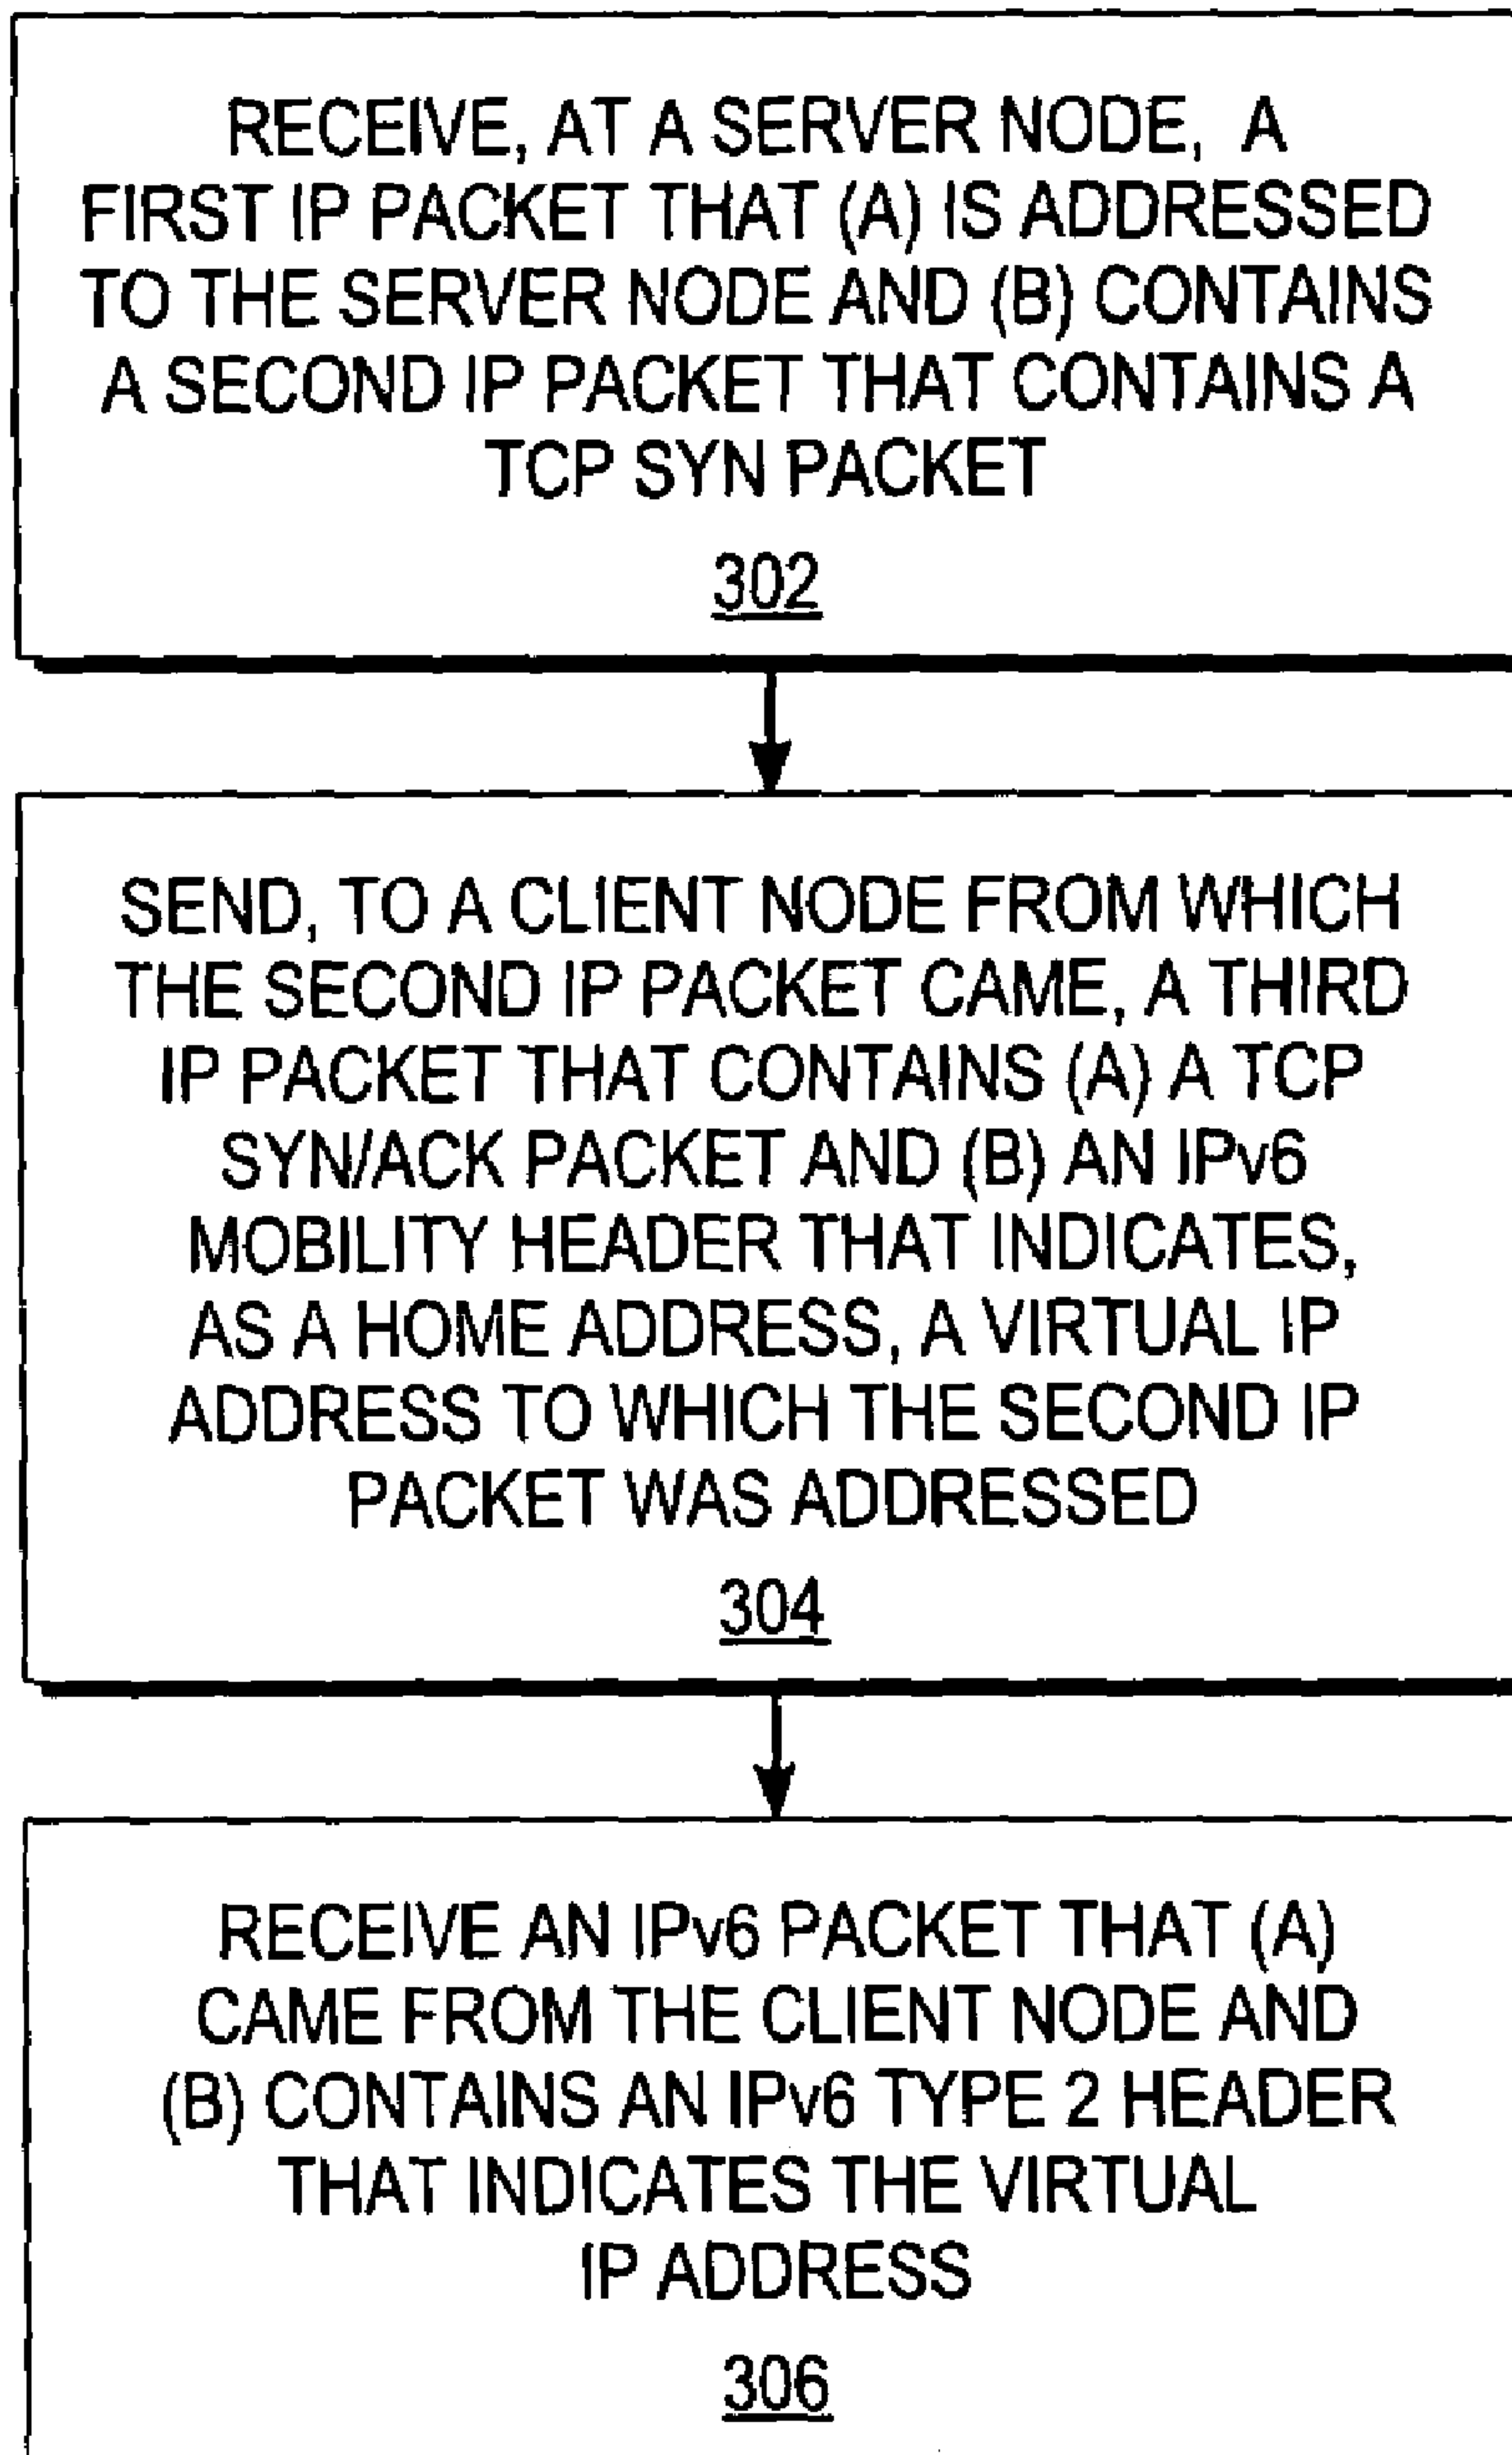 RECEIVE, AT A SERVER NODE, A
FIRST IP PACKET THAT (A) IS ADDRESSED
TO THE SERVER NODE AND (B) CONTAINS
A SECOND IP PACKET THAT CONTAINS A
TCP SYN PACKET
302
SEND, TO A CLIENT NODE FROM WHICH
THE SECOND IP PACKET CAME, A THIRD
IP PACKET THAT CONTAINS (A) A TCP
SYN/ACK PACKET AND (B) AN IPv6
MOBILITY HEADER THAT INDICATES,
AS A HOME ADDRESS, A VIRTUAL IP
ADDRESS TO WHICH THE SECOND IP
PACKET WAS ADDRESSED
304
RECEIVE AN IPv6 PACKET THAT (A)
CAME FROM THE CLIENT NODE AND
(B) CONTAINS AN IPv6 TYPE 2 HEADER
THAT INDICATES THE VIRTUAL
IP ADDRESS
306